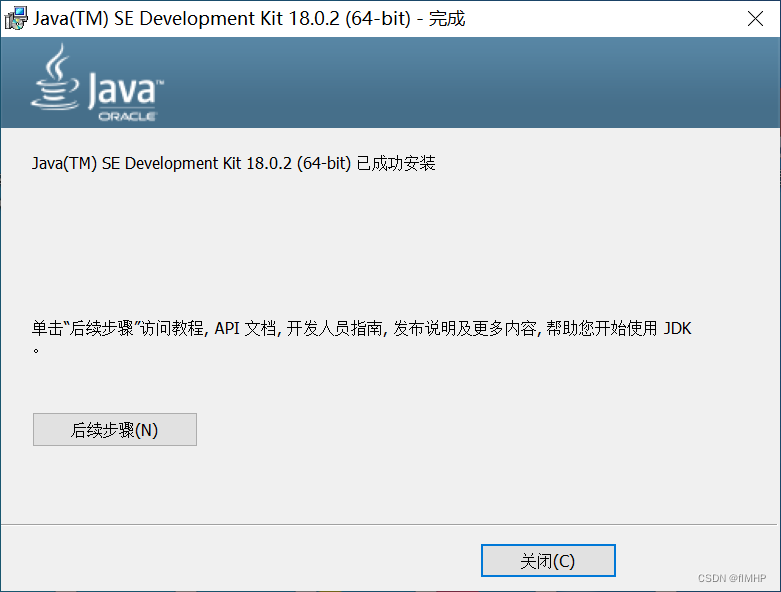 Java(TM) SE Development Kit 18.0.2 (64-bit) - 完成
Java™
ORACLE
Java(TM) SE Development Kit 18.0.2 (64-bit) 已成功安装
单击“后续步骤”访问教程, API 文档, 开发人员指南, 发布说明及更多内容, 帮助您开始使用 JDK
。
后续步骤(N)
关闭(C)
CSDN @flMHP